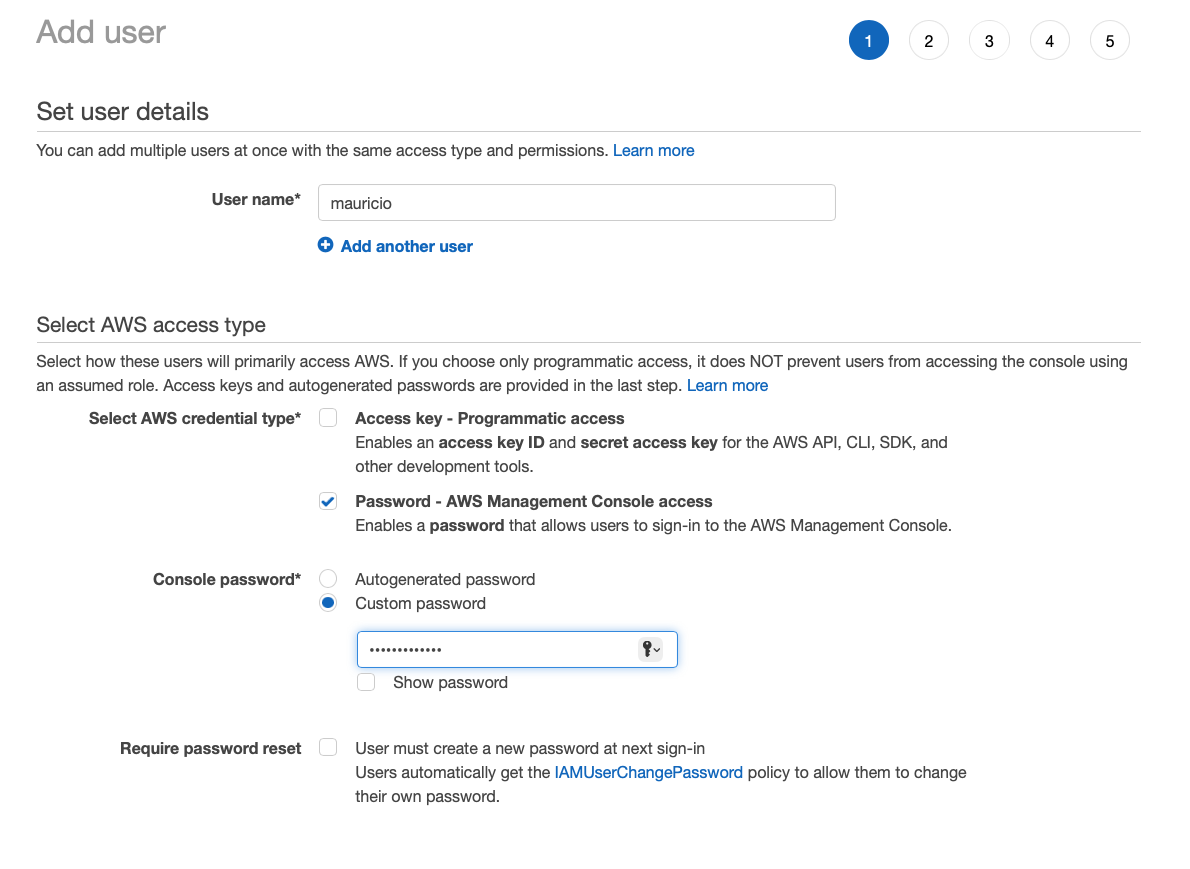 Add user
1 2 3 4 5
Set user details
You can add multiple users at once with the same access type and permissions. Learn more
User name* mauricio
Add another user
Select AWS access type
Select how these users will primarily access AWS. If you choose only programmatic access, it does NOT prevent users from accessing the console using
an assumed role. Access keys and autogenerated passwords are provided in the last step. Learn more
Select AWS credential type* Access key - Programmatic access
Enables an access key ID and secret access key for the AWS API, CLI, SDK, and
other development tools.
Password - AWS Management Console access
Enables a password that allows users to sign-in to the AWS Management Console.
Console password* Autogenerated password
Custom password
•••••••••••••
Show password
Require password reset User must create a new password at next sign-in
Users automatically get the IAMUserChangePassword policy to allow them to change
their own password.